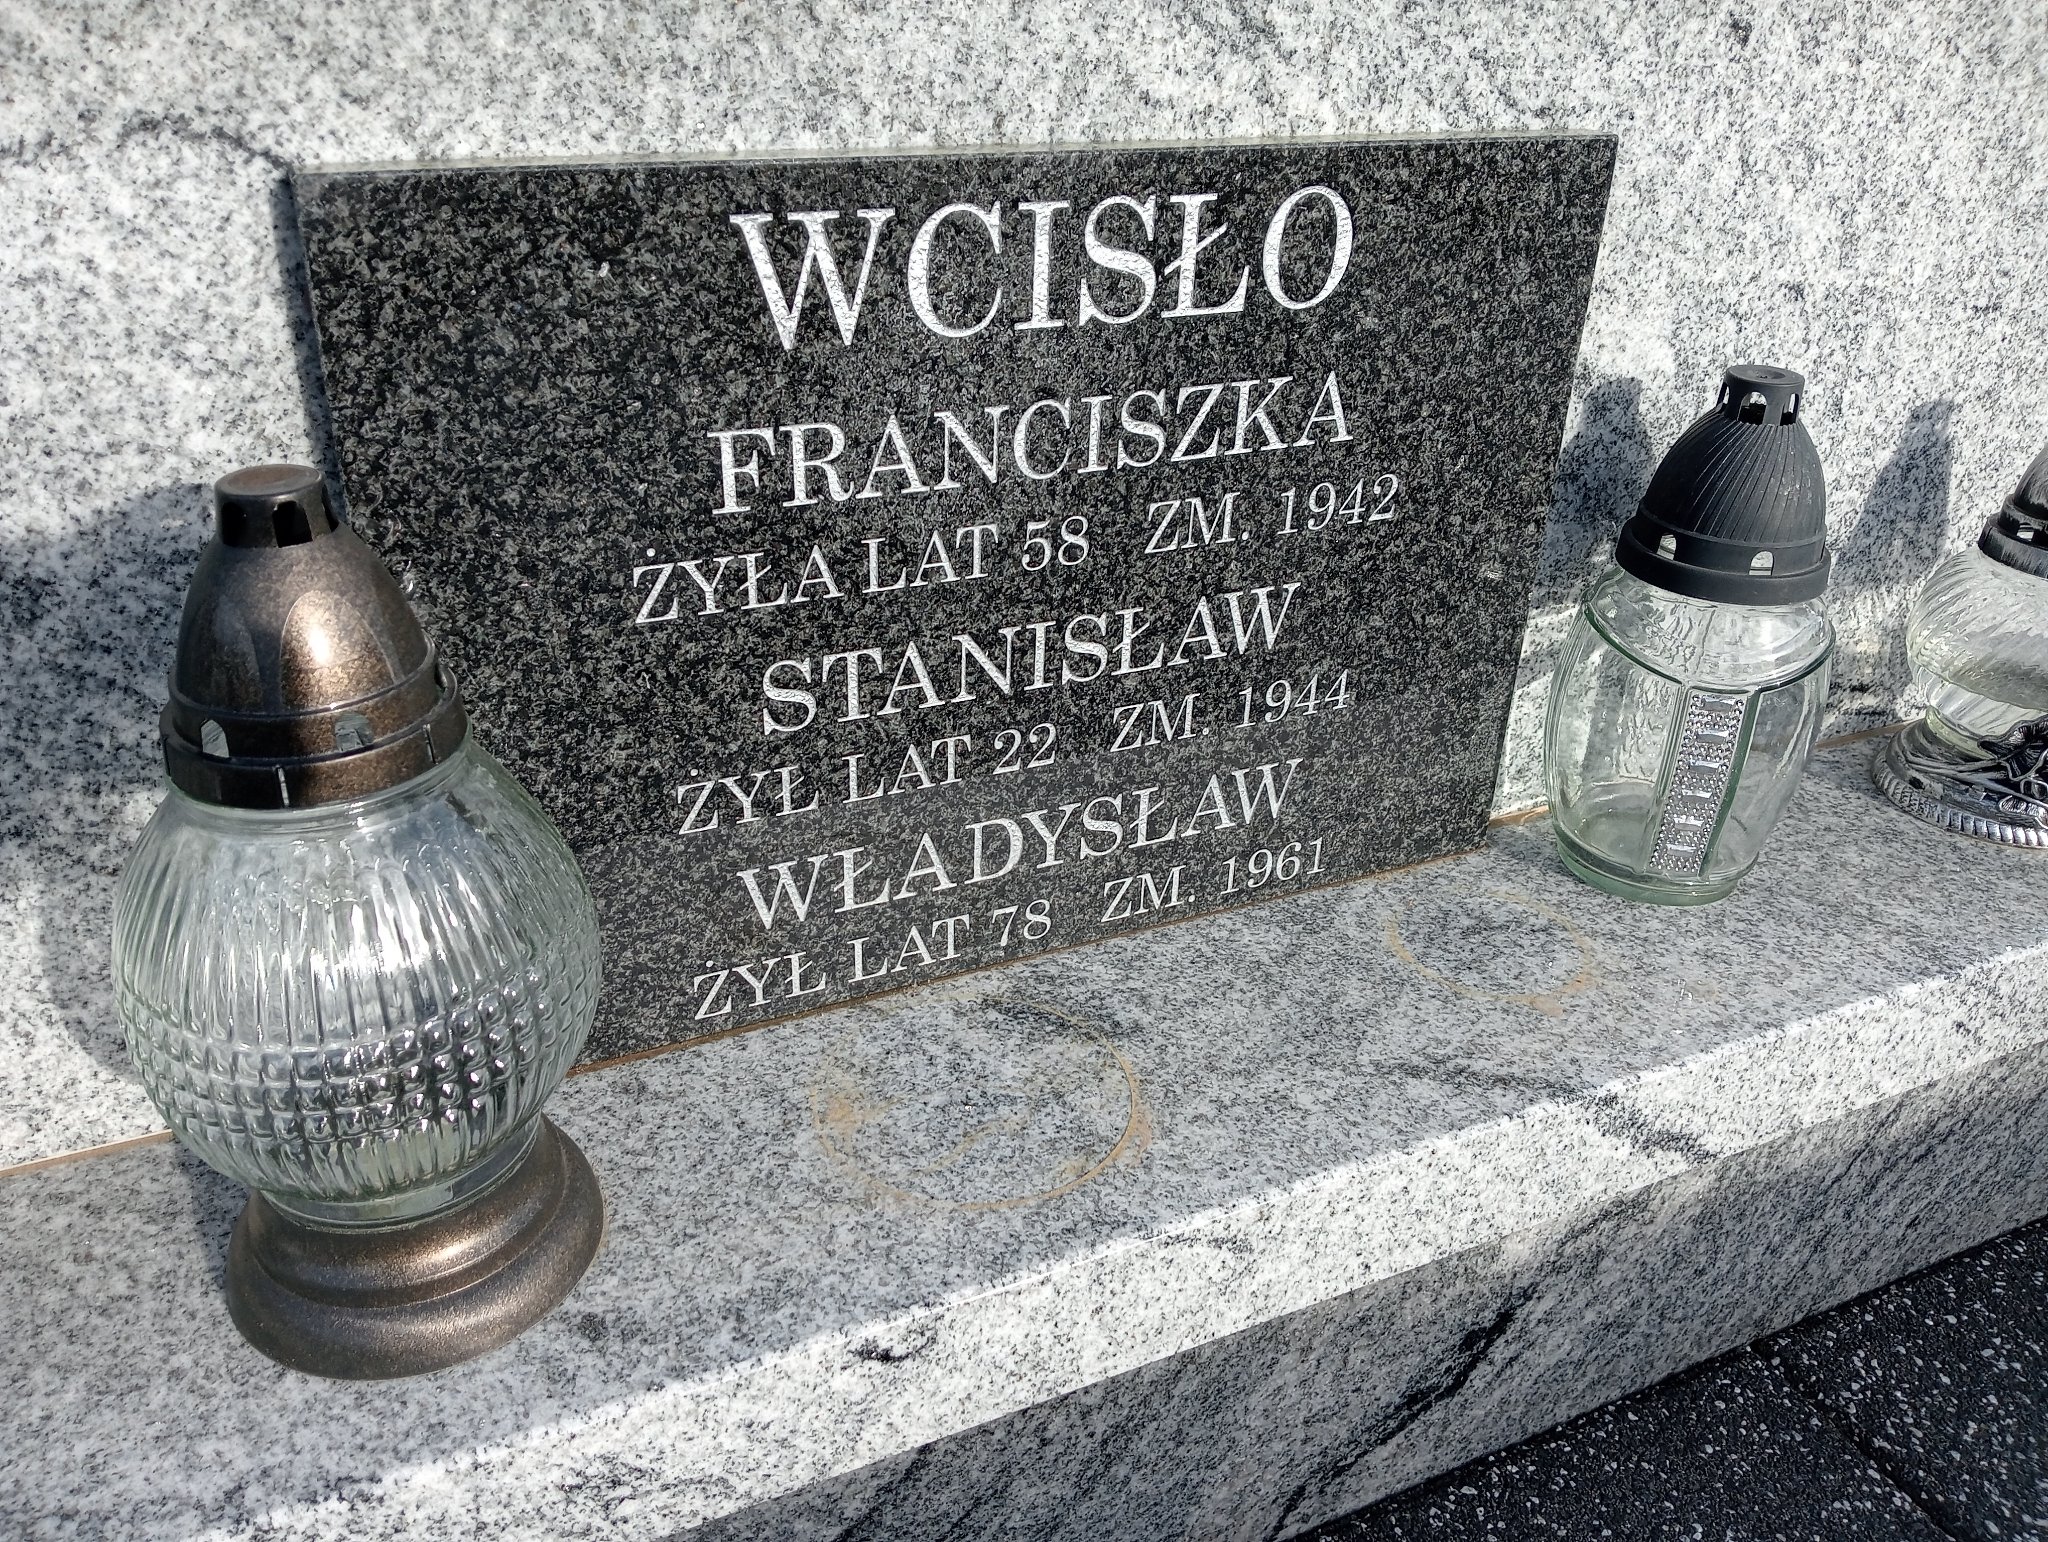 WCISŁO
FRANCISZKA
ŻYŁA LAT 58 ZM. 1942
STANISŁAW
ŻYŁ LAT 22 ZM. 1944
WŁADYSŁAW
ŻYŁ LAT 78 ZM. 1961